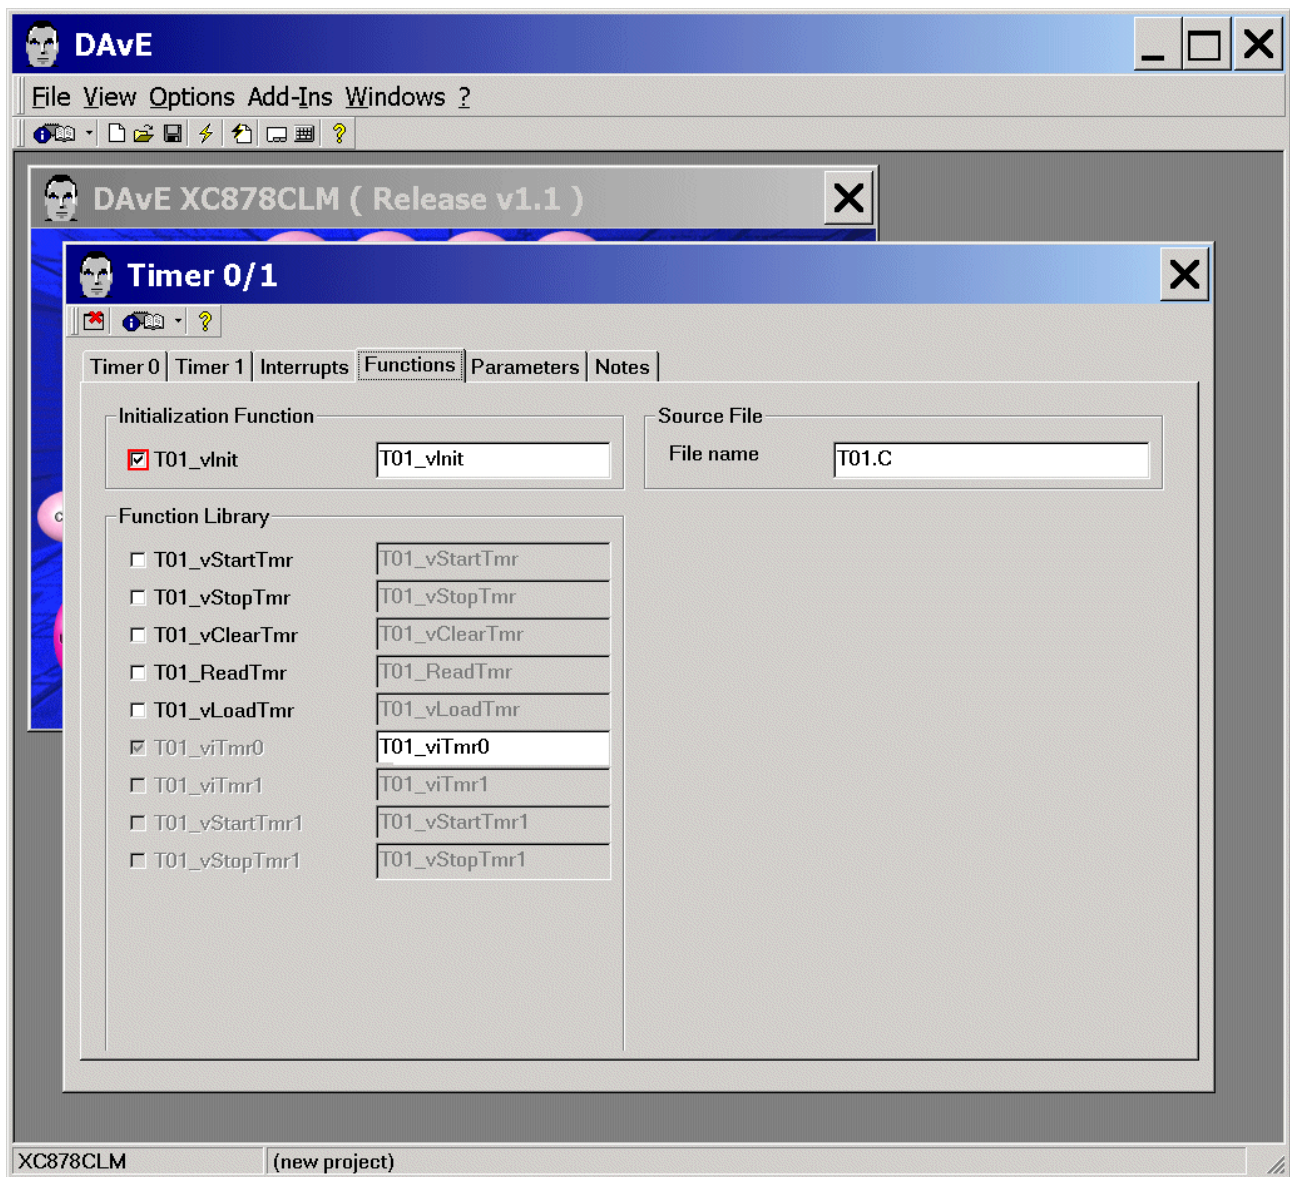 DAvE
File View Options Add-Ins Windows ?
DAvE XC878CLM ( Release v1.1 )
Timer 0/1
Timer 0 Timer 1 Interrupts Functions Parameters Notes
Initialization Function
T01_vInit T01_vInit
Source File
File name T01.C
Function Library
T01_vStartTmr T01_vStartTmr
T01_vStopTmr T01_vStopTmr
T01_vClearTmr T01_vClearTmr
T01_ReadTmr T01_ReadTmr
T01_vLoadTmr T01_vLoadTmr
T01_viTmr0 T01_viTmr0
T01_viTmr1 T01_viTmr1
T01_vStartTmr1 T01_vStartTmr1
T01_vStopTmr1 T01_vStopTmr1
XC878CLM (new project)